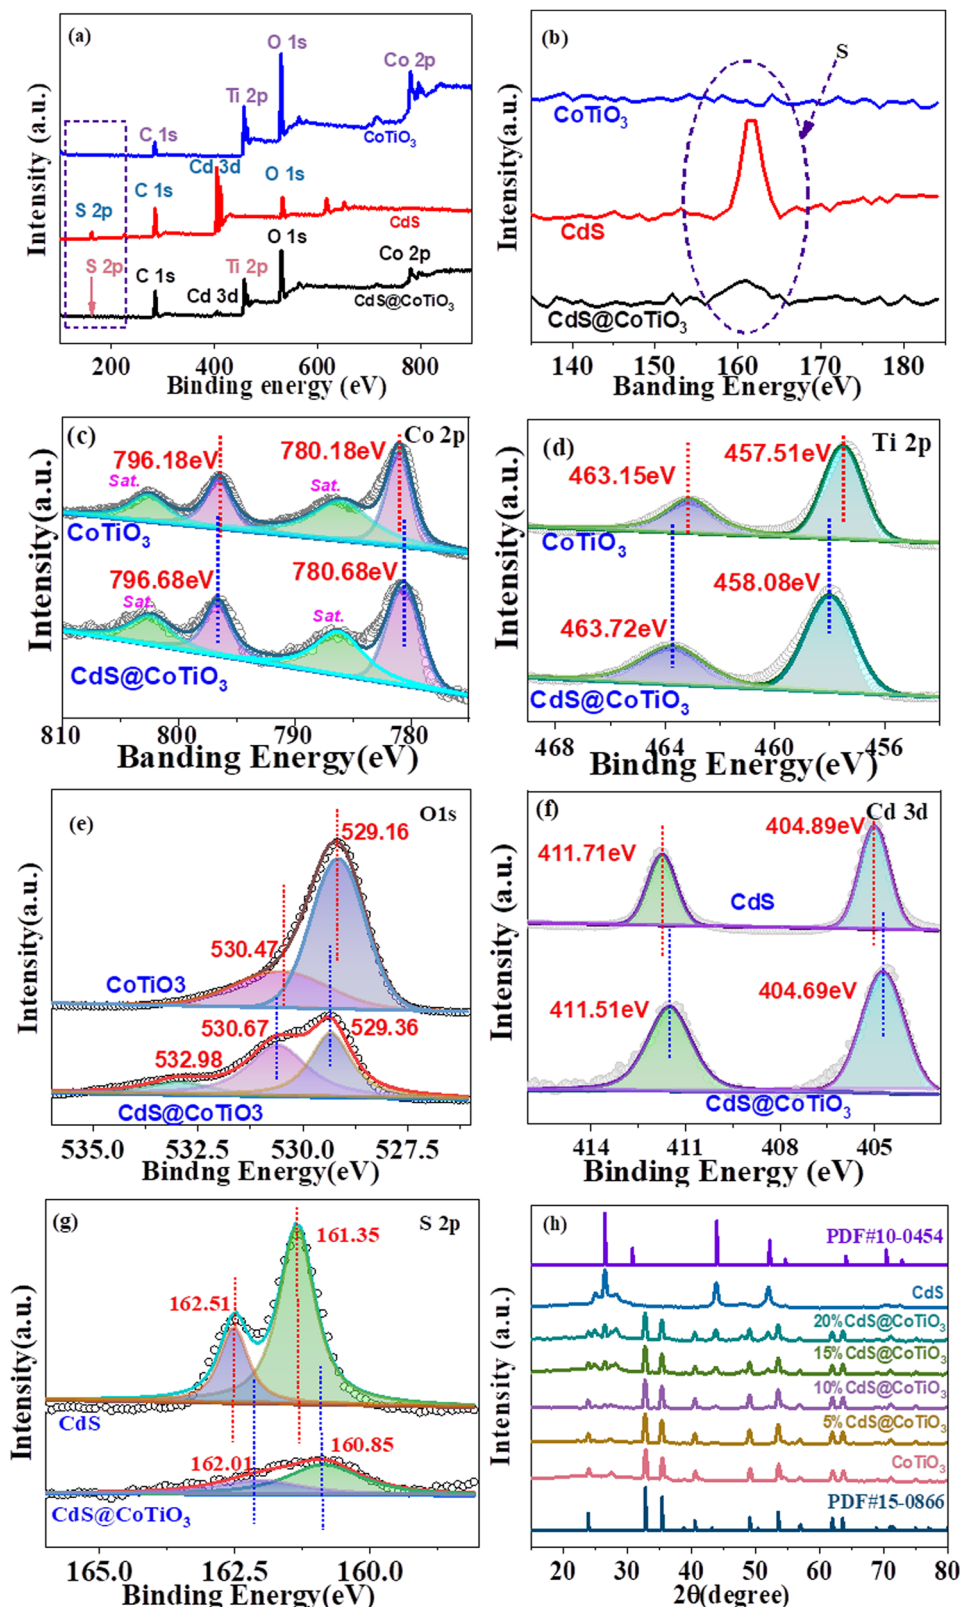 (a)
O 1s
Co 2p
Ti 2p
C 1s
CoTiO3
Cd 3d
O 1s
C 1s
S 2p
CdS
O 1s
S 2p
C 1s
Ti 2p
Co 2p
Cd 3d
CdS@CoTiO3
Intensity (a.u.)
200 400 600 800
Binding energy (eV)
(b)
S
CoTiO3
CdS
CdS@CoTiO3
Intensity(a.u.)
140 150 160 170 180
Banding Energy(eV)
(c)
Co 2p
796.18eV
780.18eV
Sat.
Sat.
CoTiO3
796.68eV
780.68eV
Sat.
Sat.
CdS@CoTiO3
Intensity(a.u.)
810 800 790 780
Banding Energy(eV)
(d)
Ti 2p
463.15eV
457.51eV
CoTiO3
458.08eV
463.72eV
CdS@CoTiO3
Intensity(a.u.)
468 464 460 456
Bindng Energy(eV)
(e)
O1s
529.16
530.47
CoTiO3
530.67
529.36
532.98
CdS@CoTiO3
Intensity(a.u.)
535.0 532.5 530.0 527.5
Bindng Energy(eV)
(f)
Cd 3d
404.89eV
411.71eV
CdS
411.51eV
404.69eV
CdS@CoTiO3
Intensity (a.u.)
414 411 408 405
Bindng Energy(eV)
(g)
S 2p
161.35
162.51
CdS
162.01
160.85
CdS@CoTiO3
Intensity(a.u.)
165.0 162.5 160.0
Bindng Energy(eV)
(h)
PDF#10-0454
CdS
20%CdS@CoTiO3
15%CdS@CoTiO3
10%CdS@CoTiO3
5%CdS@CoTiO3
CoTiO3
PDF#15-0866
Intensity (a.u.)
20 30 40 50 60 70 80
2θ(degree)